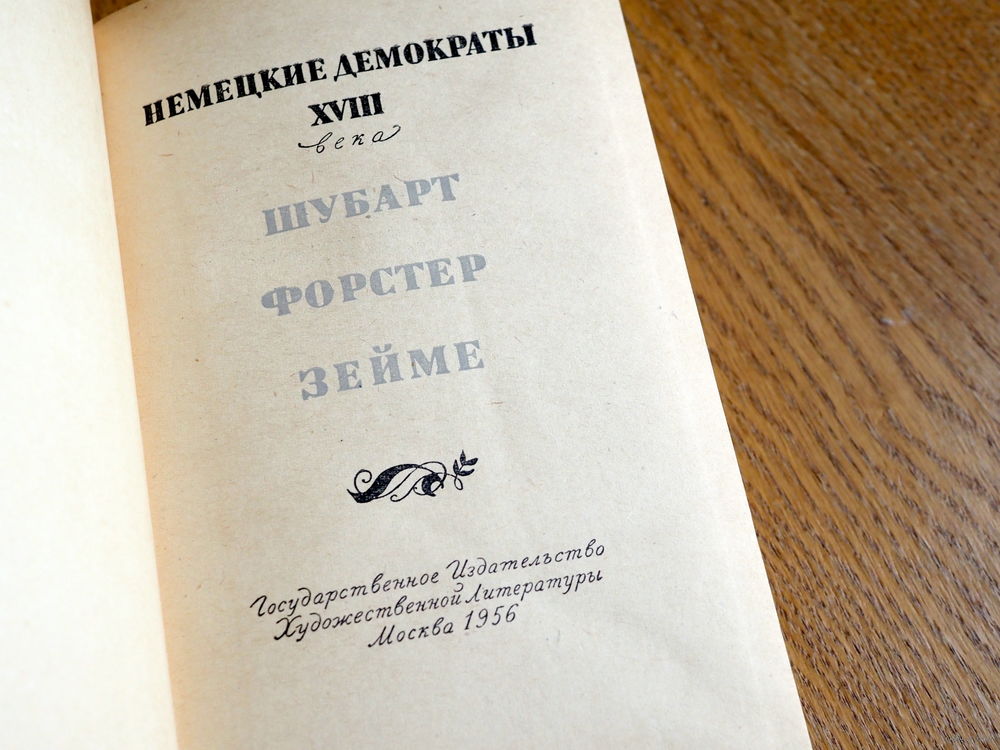 НЕМЕЦКИЕ ДЕМОКРАТЫ
XVIII
века
ШУБАРТ
ФОРСТЕР
ЗЕЙМЕ
Государственное Издательство
Художественной Литературы
Москва 1956